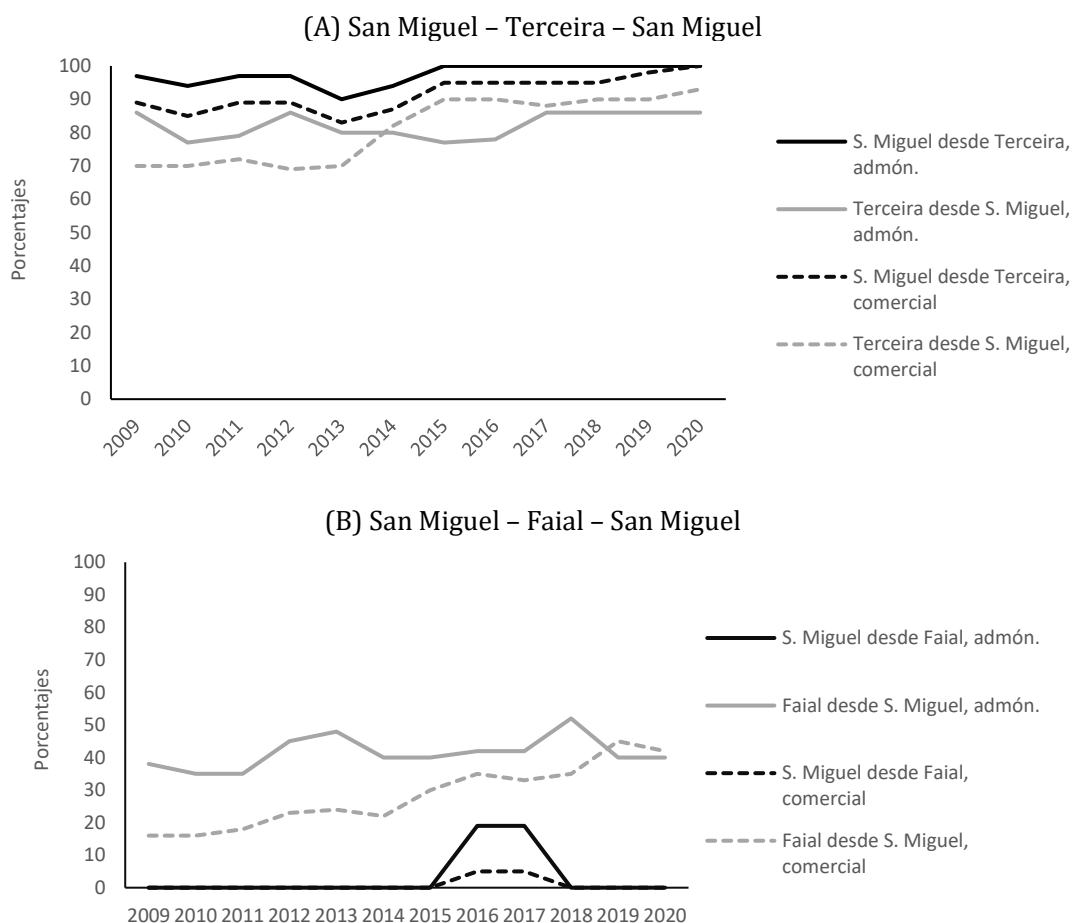 (A) San Miguel – Terceira – San Miguel
100
90
80
70
60
50
40
30
20
10
0
Porcentajes
2009
2010
2011
2012
2013
2014
2015
2016
2017
2018
2019
2020
S. Miguel desde Terceira,
admón.
Terceira desde S. Miguel,
admón.
S. Miguel desde Terceira,
comercial
Terceira desde S. Miguel,
comercial
(B) San Miguel – Faial – San Miguel
100
90
80
70
60
50
40
30
20
10
0
Porcentajes
2009 2010 2011 2012 2013 2014 2015 2016 2017 2018 2019 2020
S. Miguel desde Faial, admón.
Faial desde S. Miguel, admón.
S. Miguel desde Faial,
comercial
Faial desde S. Miguel,
comercial